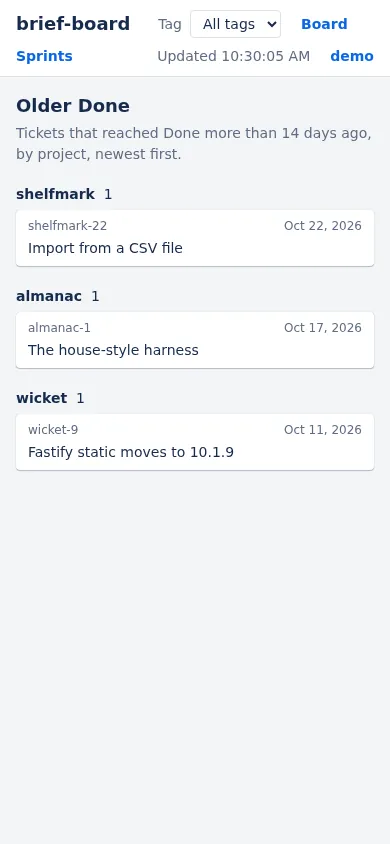 brief-board Tag All tags Board
Sprints Updated 10:30:05 AM demo
Older Done
Tickets that reached Done more than 14 days ago,
by project, newest first.
shelfmark 1
shelfmark-22 Oct 22, 2026
Import from a CSV file
almanac 1
almanac-1 Oct 17, 2026
The house-style harness
wicket 1
wicket-9 Oct 11, 2026
Fastify static moves to 10.1.9